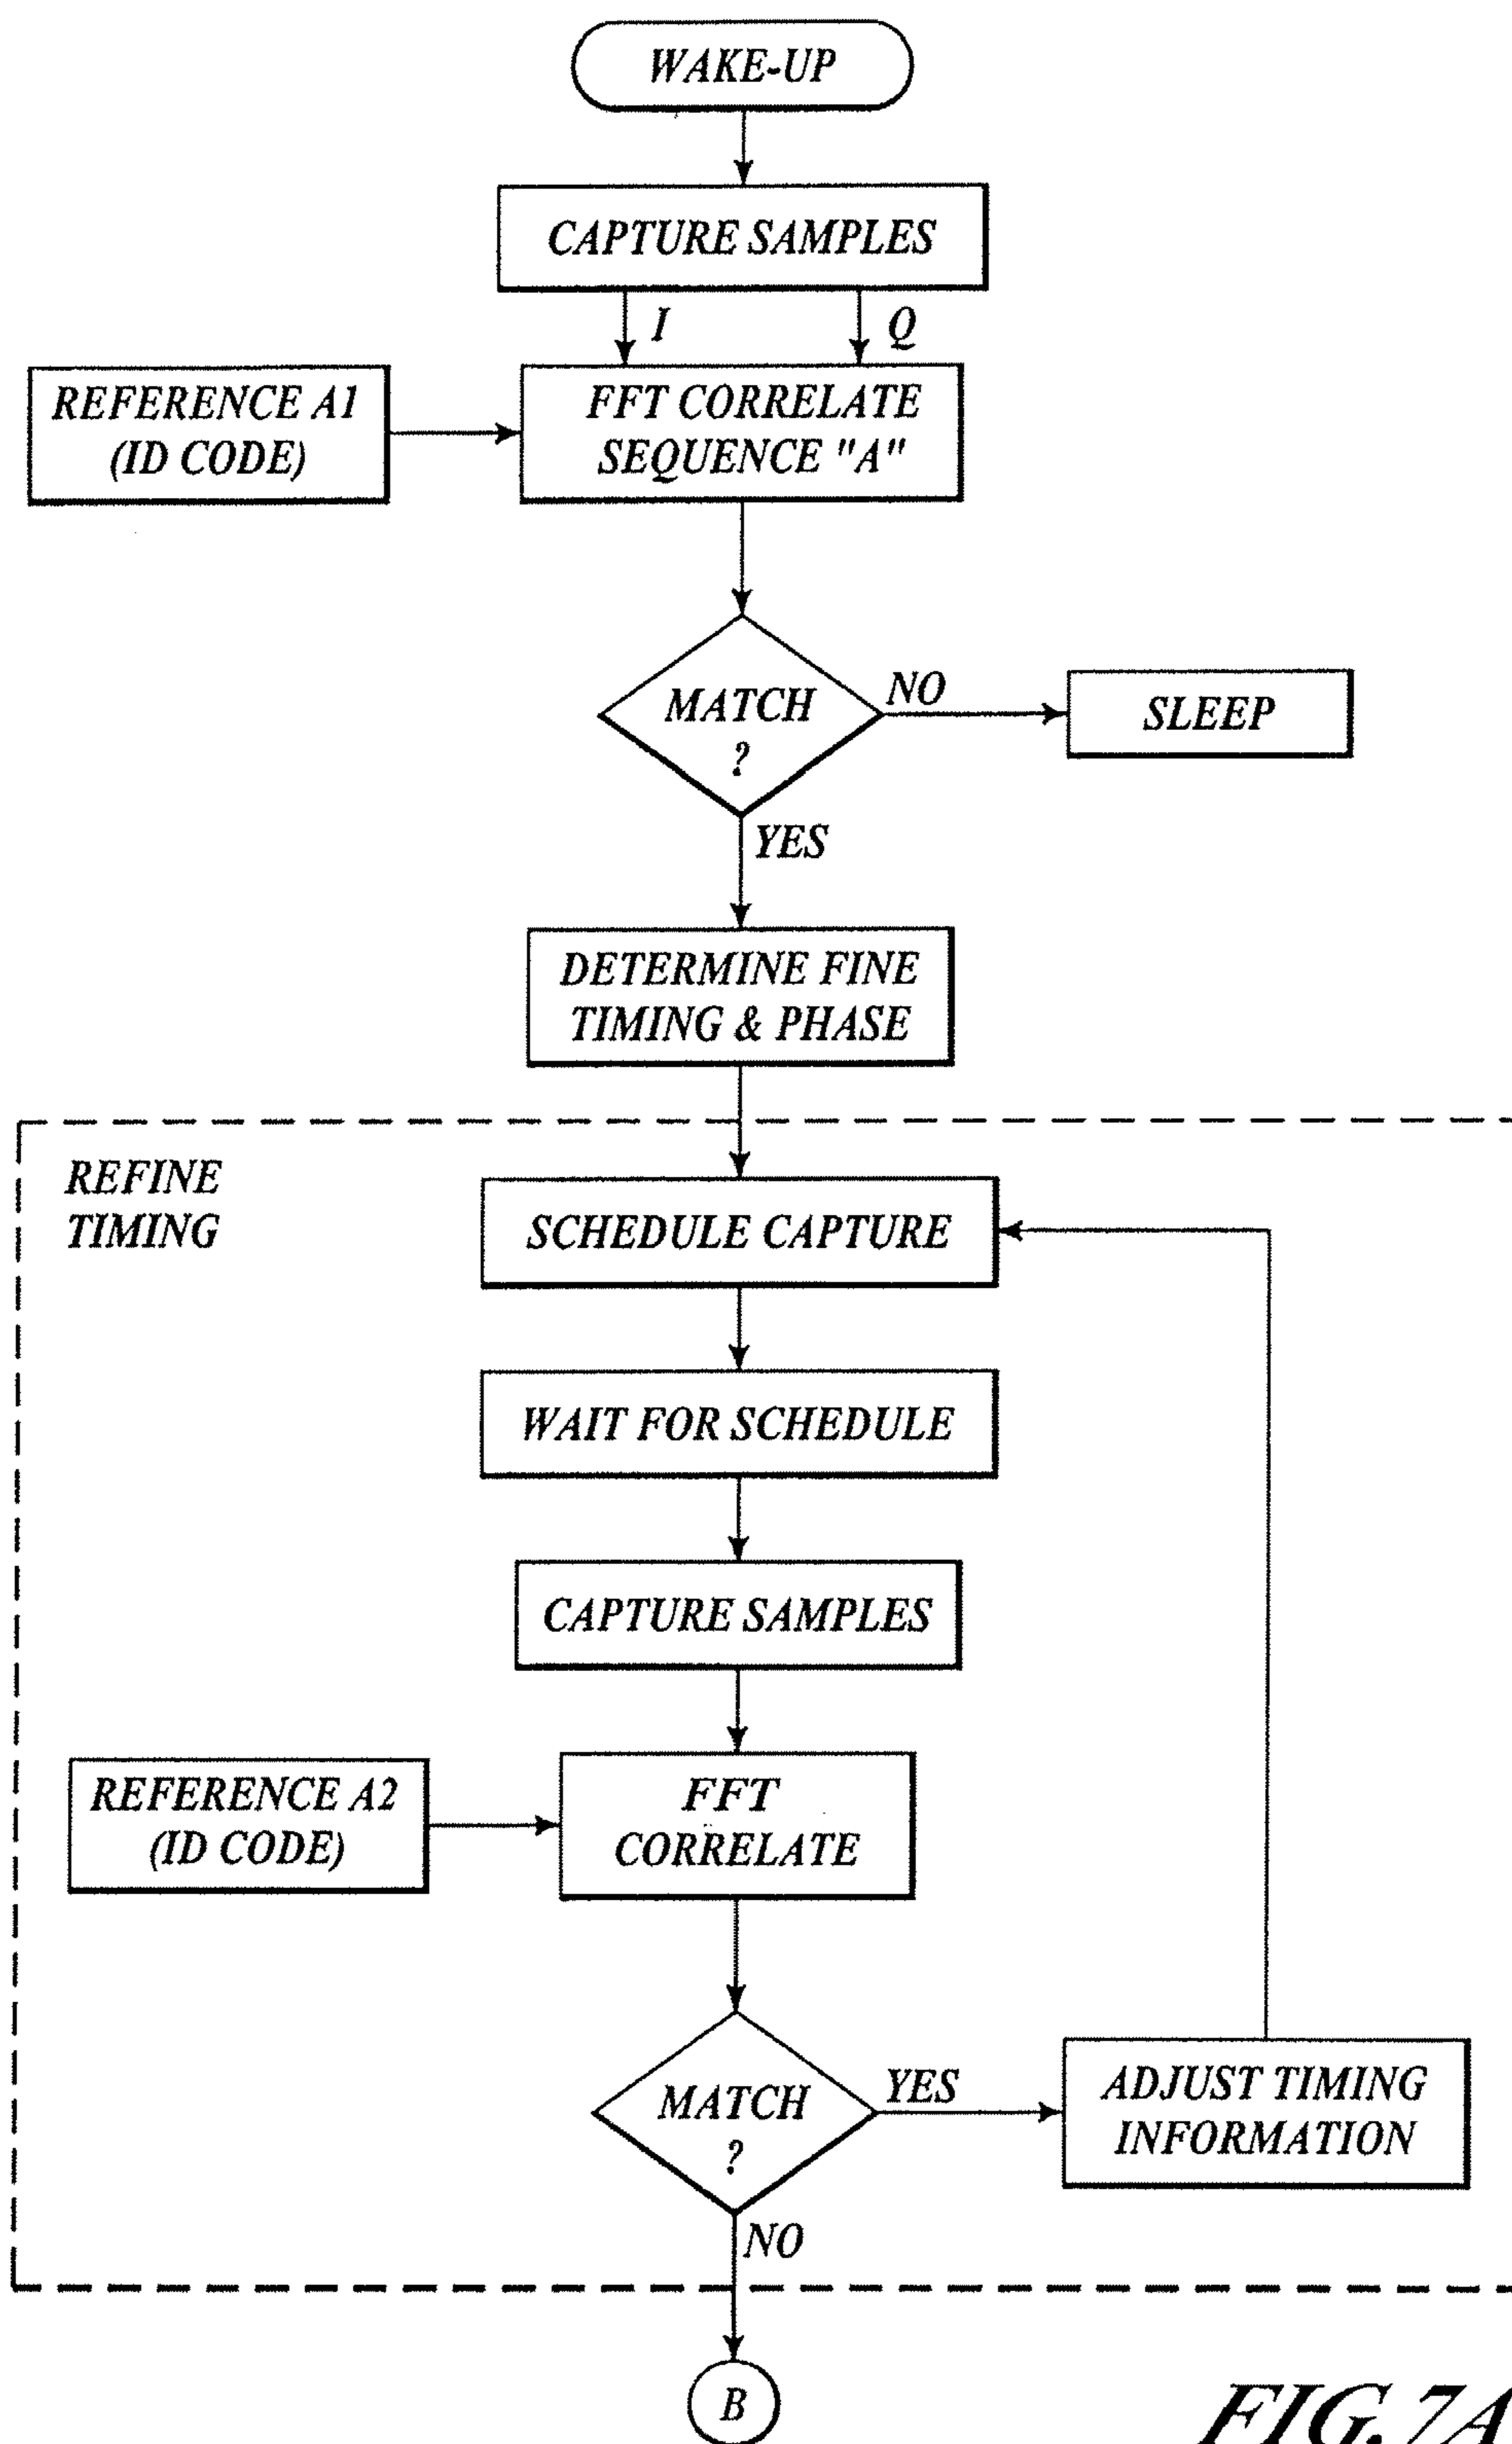 WAKE-UP
CAPTURE SAMPLES
I
Q
REFERENCE A1
(ID CODE)
FFT CORRELATE
SEQUENCE "A"
MATCH
?
NO
SLEEP
YES
DETERMINE FINE
TIMING & PHASE
REFINE
TIMING
SCHEDULE CAPTURE
WAIT FOR SCHEDULE
CAPTURE SAMPLES
REFERENCE A2
(ID CODE)
FFT
CORRELATE
MATCH
?
YES
ADJUST TIMING
INFORMATION
NO
B
FIG. 7A